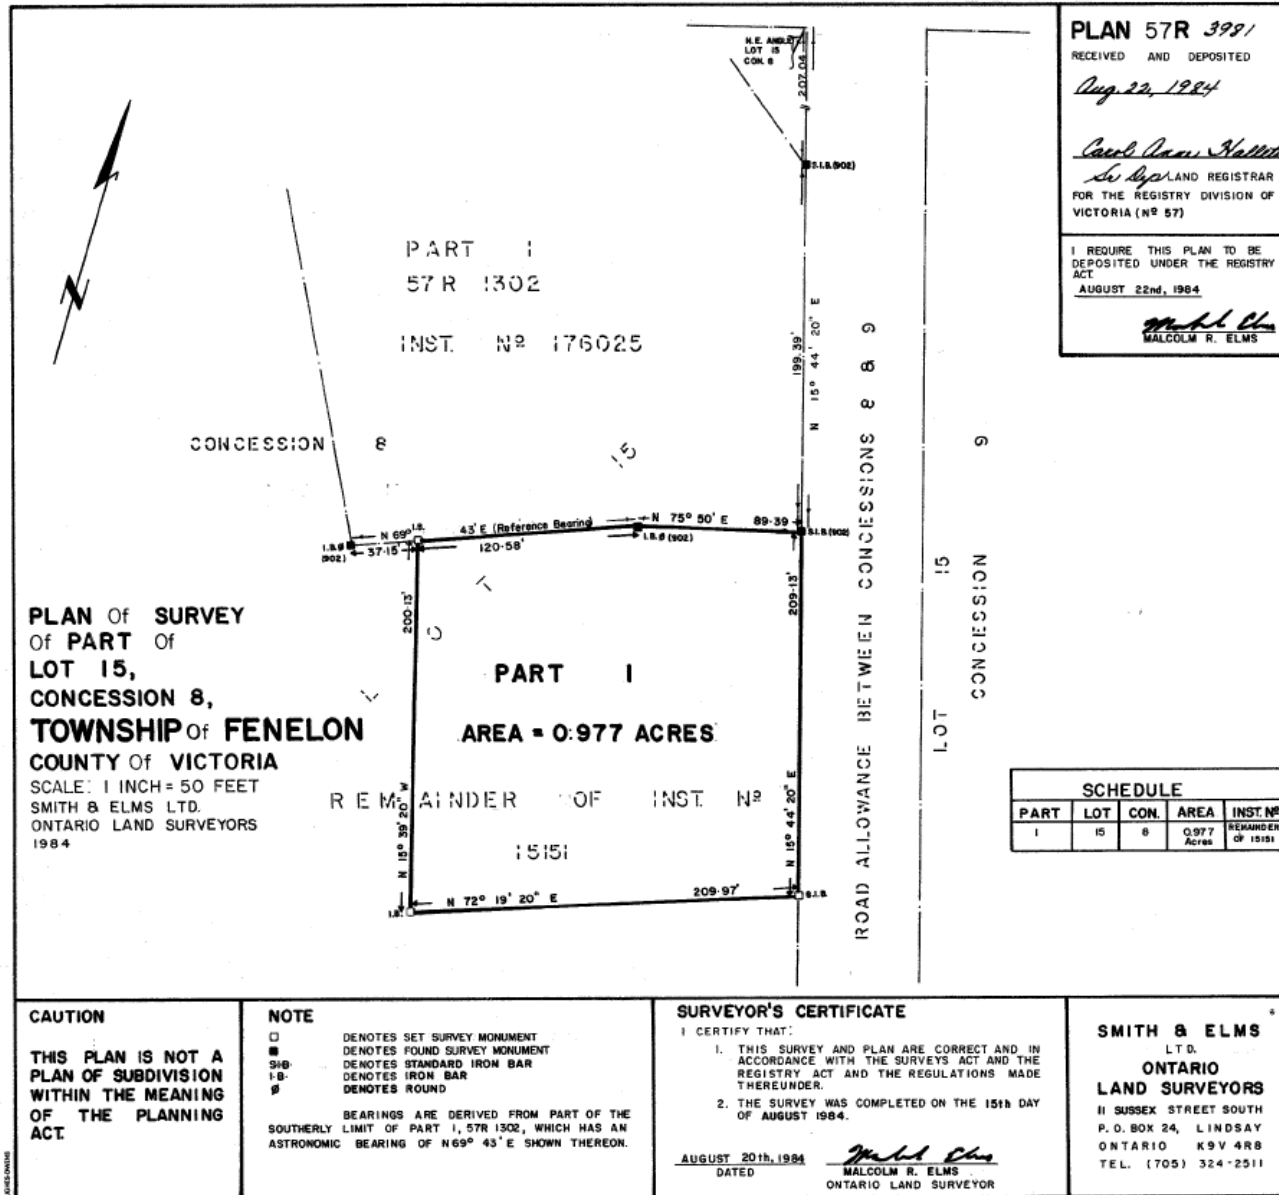 PLAN 57R 3981
RECEIVED AND DEPOSITED
Aug. 22, 1984
Carol Anne
LAND REGISTRAR
FOR THE REGISTRY DIVISION OF
VICTORIA (Nº 57)
I REQUIRE THIS PLAN TO BE
DEPOSITED UNDER THE REGISTRY
ACT.
AUGUST 22nd, 1984
MALCOLM R. ELMS
N.E. ANGLE
LOT 15
CON. 8
207.04
S.I.B.(902)
N
PART 1
57R 1302
INST. Nº 176025
199.39'
N 15° 44' 20" E
CONCESSION 8
15
N 69°
I.B.
43' E (Reference Bearing)
N 75° 50' E
89.39
I.B.Ø
(902)
37.15'
120.58'
I.B.Ø (902)
S.I.B.(902)
200.13'
209.13'
LOT
PLAN Of SURVEY
Of PART Of
LOT 15,
CONCESSION 8,
TOWNSHIP Of FENELON
COUNTY Of VICTORIA
SCALE: 1 INCH = 50 FEET
SMITH & ELMS LTD.
ONTARIO LAND SURVEYORS
1984
PART 1
AREA = 0.977 ACRES
REMAINDER OF INST. Nº
15151
N 15° 39' 20" W
N 15° 44' 20" E
N 72° 19' 20" E
209.97'
I.B.
S.I.B.
ROAD ALLOWANCE BETWEEN CONCESSIONS 8 & 9
LOT 15
CONCESSION 9
SCHEDULE
PART LOT CON. AREA INST. Nº
1 15 8 0.977 Acres REMAINDER OF 15151
CAUTION
THIS PLAN IS NOT A
PLAN OF SUBDIVISION
WITHIN THE MEANING
OF THE PLANNING
ACT.
NOTE
DENOTES SET SURVEY MONUMENT
DENOTES FOUND SURVEY MONUMENT
SIB DENOTES STANDARD IRON BAR
I.B. DENOTES IRON BAR
Ø DENOTES ROUND
BEARINGS ARE DERIVED FROM PART OF THE
SOUTHERLY LIMIT OF PART 1, 57R 1302, WHICH HAS AN
ASTRONOMIC BEARING OF N69° 43' E SHOWN THEREON.
SURVEYOR'S CERTIFICATE
I CERTIFY THAT:
1. THIS SURVEY AND PLAN ARE CORRECT AND IN
ACCORDANCE WITH THE SURVEYS ACT AND THE
REGISTRY ACT AND THE REGULATIONS MADE
THEREUNDER.
2. THE SURVEY WAS COMPLETED ON THE 15th DAY
OF AUGUST 1984.
AUGUST 20th, 1984
DATED
MALCOLM R. ELMS
ONTARIO LAND SURVEYOR
SMITH & ELMS
LTD.
ONTARIO
LAND SURVEYORS
11 SUSSEX STREET SOUTH
P.O. BOX 24, LINDSAY
ONTARIO K9V 4R8
TEL. (705) 324-2511